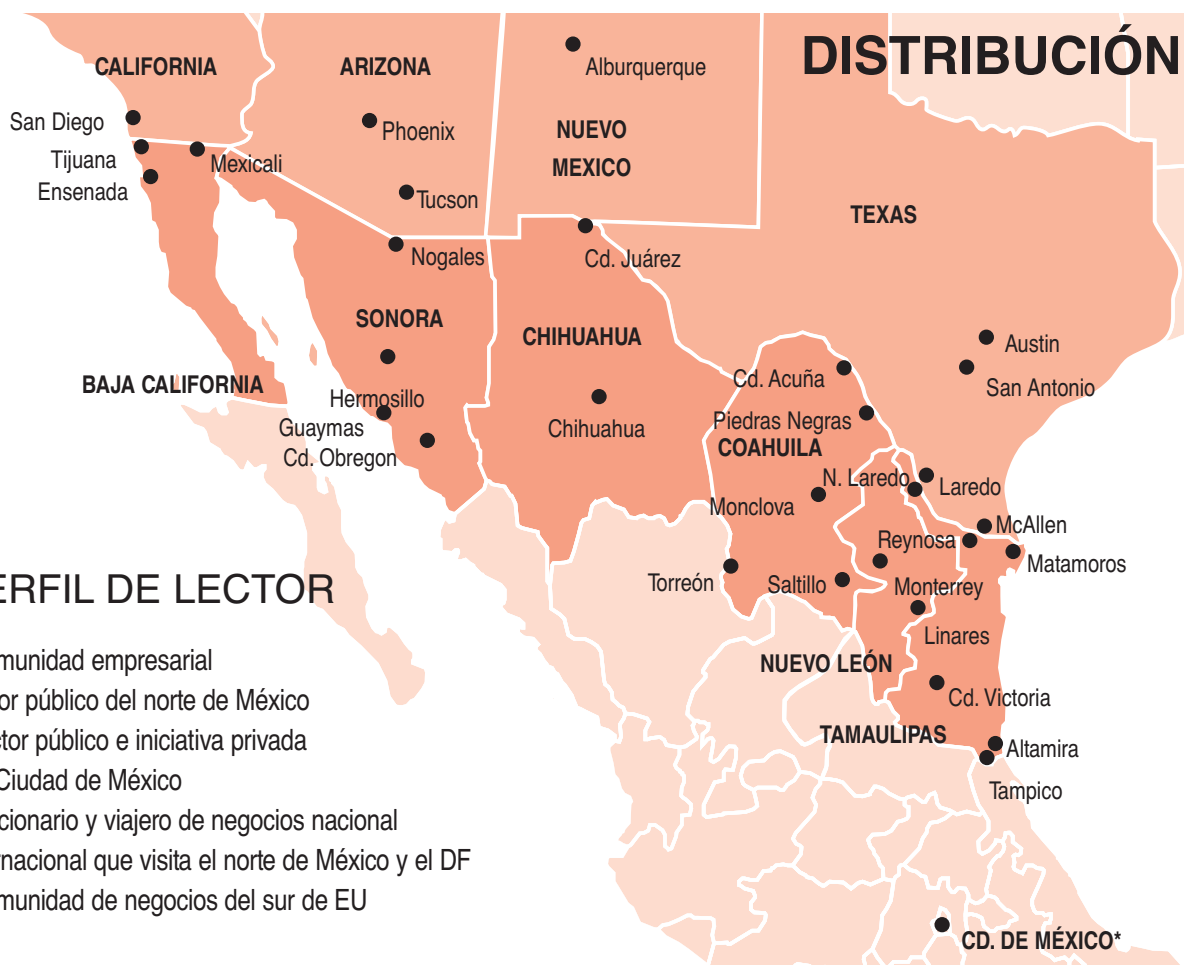 DISTRIBUCIÓN
CALIFORNIA
ARIZONA
Alburquerque
San Diego
Phoenix
NUEVO
MEXICO
Tijuana
Mexicali
Ensenada
Tucson
TEXAS
Nogales
Cd. Juárez
SONORA
CHIHUAHUA
Austin
BAJA CALIFORNIA
Cd. Acuña
San Antonio
Hermosillo
Guaymas
Chihuahua
Piedras Negras
COAHUILA
Cd. Obregon
N. Laredo
Laredo
Monclova
McAllen
Reynosa
Matamoros
Torreón
Saltillo
Monterrey
Linares
NUEVO LEÓN
Cd. Victoria
TAMAULIPAS
Altamira
Tampico
CD. DE MÉXICO*
ERFIL DE LECTOR
munidad empresarial
or público del norte de México
ctor público e iniciativa privada
Ciudad de México
cionario y viajero de negocios nacional
rnacional que visita el norte de México y el DF
munidad de negocios del sur de EU